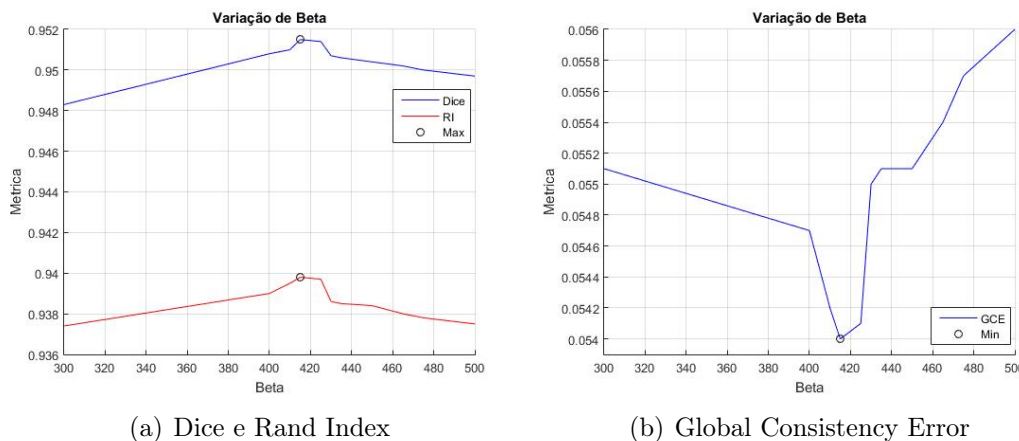 Variação de Beta
0.952
0.95
0.948
0.946
0.944
0.942
0.94
0.938
0.936
Metrica
300 320 340 360 380 400 420 440 460 480 500
Beta
Dice
RI
Max
(a) Dice e Rand Index
Variação de Beta
0.056
0.0558
0.0556
0.0554
0.0552
0.055
0.0548
0.0546
0.0544
0.0542
0.054
Metrica
300 320 340 360 380 400 420 440 460 480 500
Beta
GCE
Min
(b) Global Consistency Error